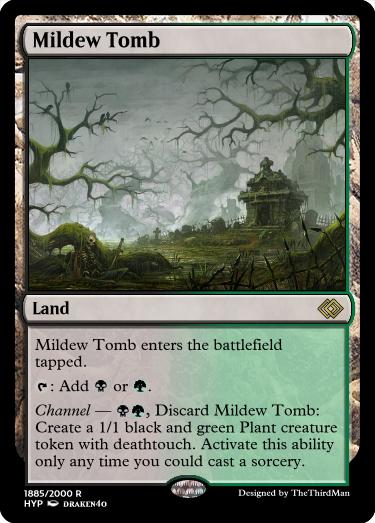 Mildew Tomb
Land
Mildew Tomb enters the battlefield
tapped.
: Add or .
Channel — , Discard Mildew Tomb:
Create a 1/1 black and green Plant creature
token with deathtouch. Activate this ability
only any time you could cast a sorcery.
1885/2000 R
HYP DRAKEN40
Designed by TheThirdMan